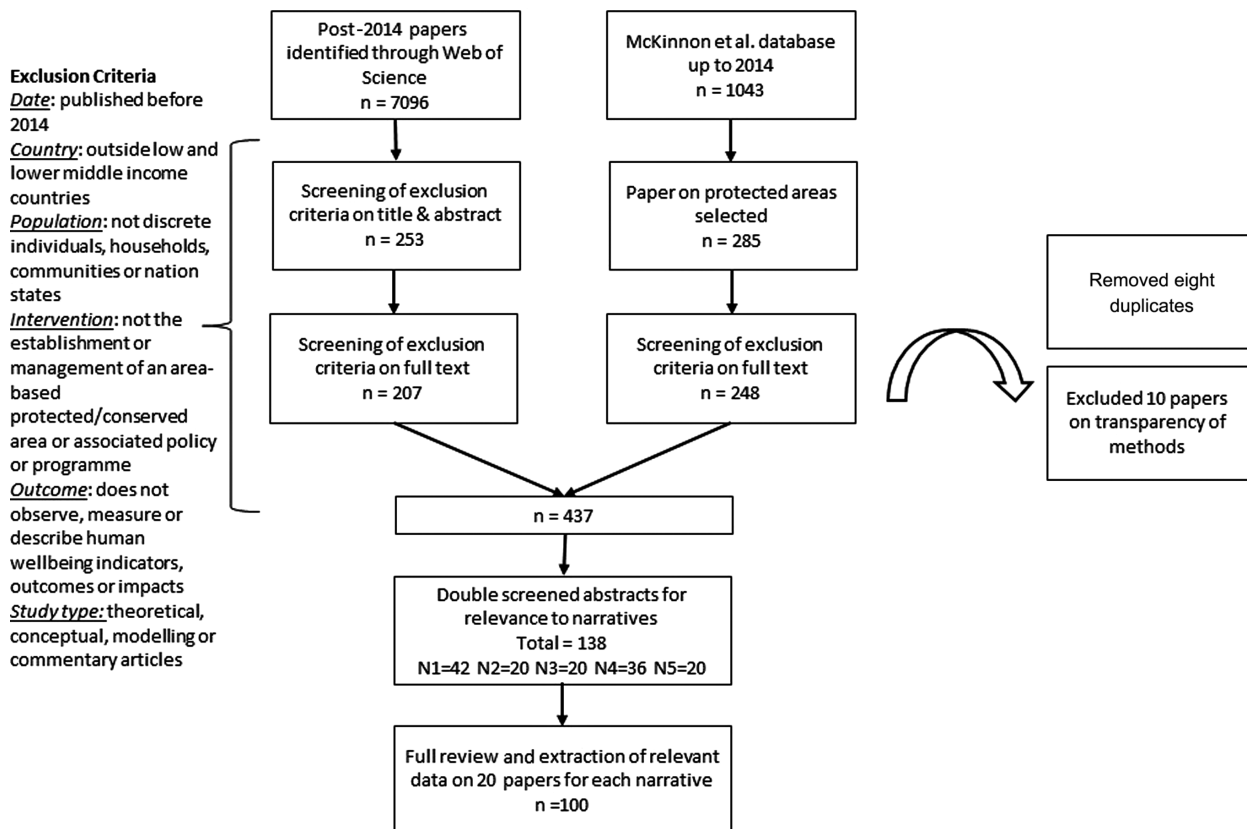 Exclusion Criteria
Date: published before
2014
Country: outside low and
lower middle income
countries
Population: not discrete
individuals, households,
communities or nation
states
Intervention: not the
establishment or
management of an area-
based
protected/conserved
area or associated policy
or programme
Outcome: does not
observe, measure or
describe human
wellbeing indicators,
outcomes or impacts
Study type: theoretical,
conceptual, modelling or
commentary articles
Post-2014 papers
identified through Web of
Science
n = 7096
McKinnon et al. database
up to 2014
n = 1043
Screening of exclusion
criteria on title & abstract
n = 253
Paper on protected areas
selected
n = 285
Screening of exclusion
criteria on full text
n = 207
Screening of exclusion
criteria on full text
n = 248
Removed eight
duplicates
Excluded 10 papers
on transparency of
methods
n = 437
Double screened abstracts for
relevance to narratives
Total = 138
N1=42 N2=20 N3=20 N4=36 N5=20
Full review and extraction of relevant
data on 20 papers for each narrative
n =100